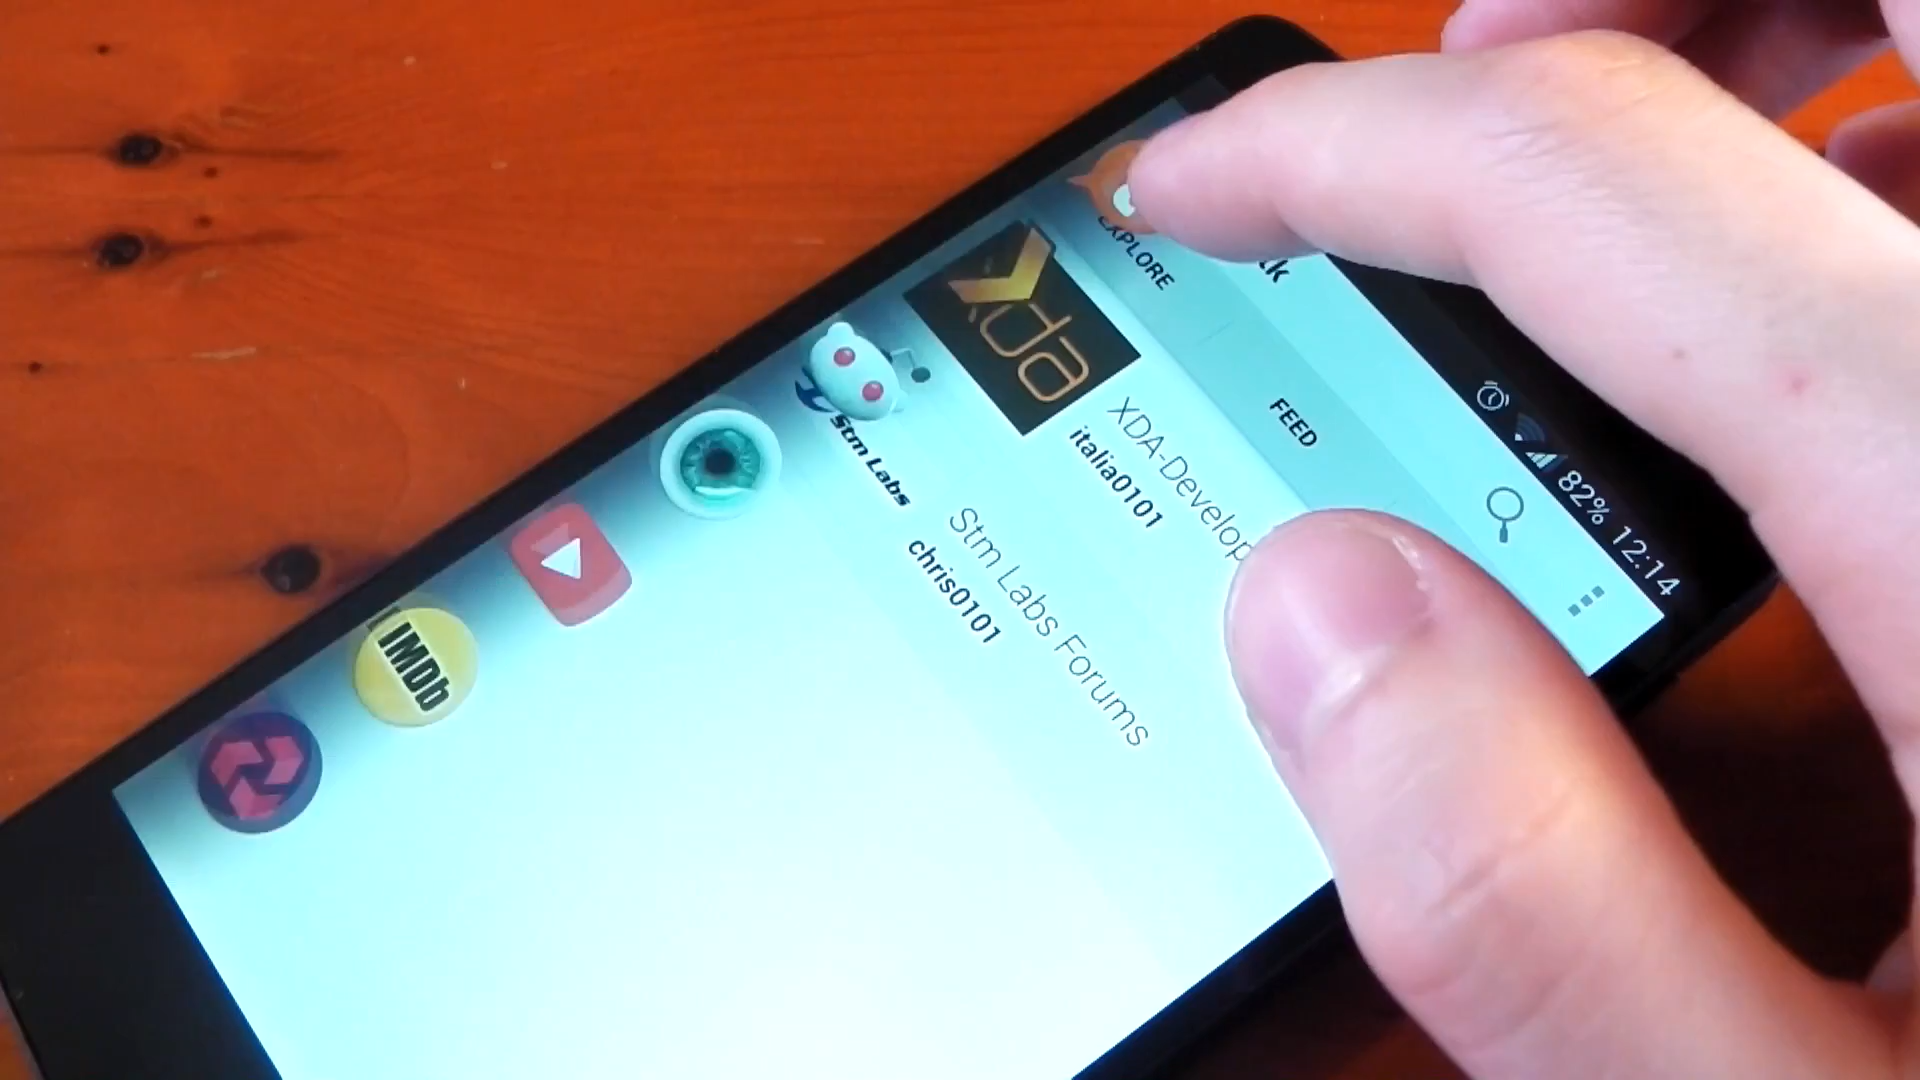 82% 12:14
EXPLORE
FEED
xda
XDA-Develop
italia0101
Stm Labs
Stm Labs Forums
chris0101
IMDb